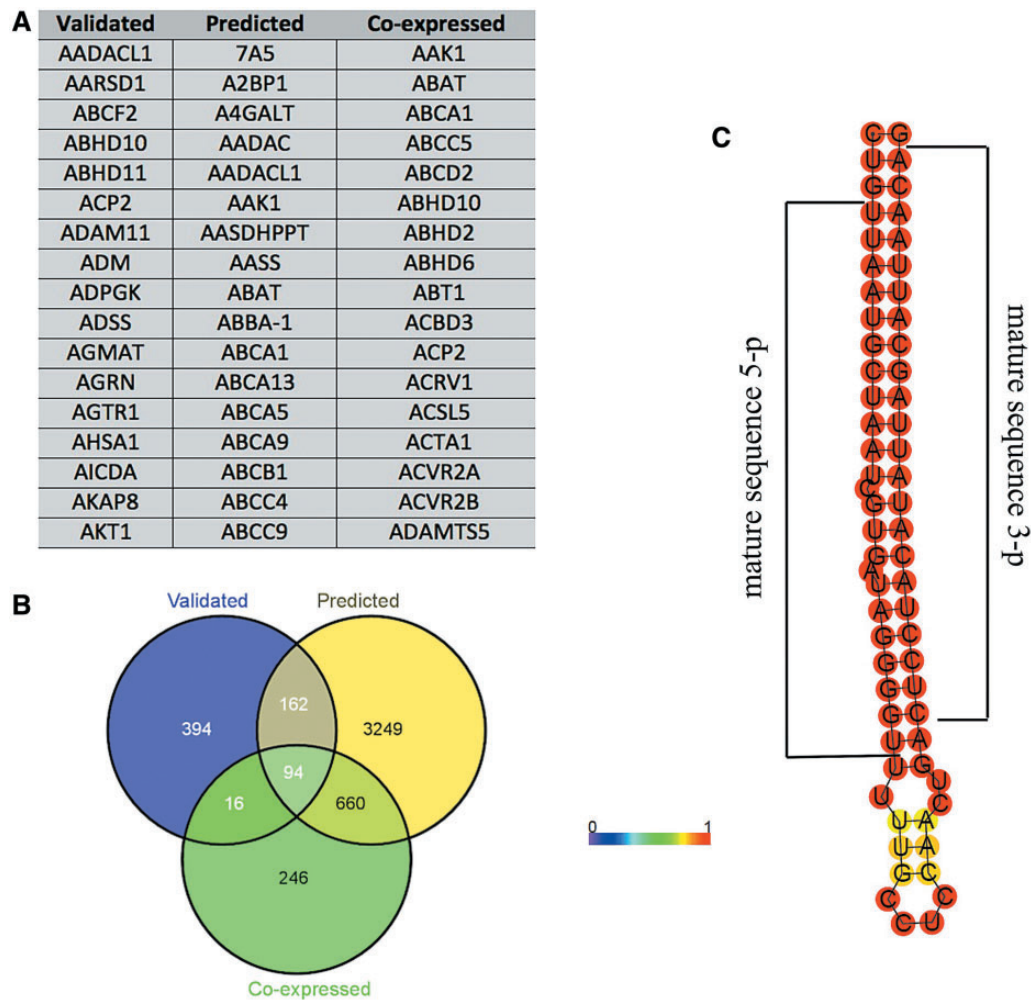 A
Validated Predicted Co-expressed
AADACL1 7A5 AAK1
AARSD1 A2BP1 ABAT
ABCF2 A4GALT ABCA1
ABHD10 AADAC ABCC5
ABHD11 AADACL1 ABCD2
ACP2 AAK1 ABHD10
ADAM11 AASDHPPT ABHD2
ADM AASS ABHD6
ADPGK ABAT ABT1
ADSS ABBA-1 ACBD3
AGMAT ABCA1 ACP2
AGRN ABCA13 ACRV1
AGTR1 ABCA5 ACSL5
AHSA1 ABCA9 ACTA1
AICDA ABCB1 ACVR2A
AKAP8 ABCC4 ACVR2B
AKT1 ABCC9 ADAMTS5
B
Validated
Predicted
394
162
3249
94
16
660
246
Co-expressed
0 1
C
mature sequence 5-p
CUGUUAAUGCUAAUCGUGAUAGGGGUUUUUGCCUCCAACUGACUCCUACAUAUUAGCAUUAACAG
mature sequence 3-p